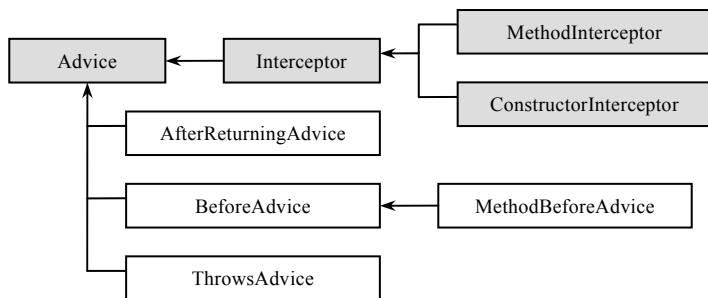 MethodInterceptor
Advice
Interceptor
ConstructorInterceptor
AfterReturningAdvice
BeforeAdvice
MethodBeforeAdvice
ThrowsAdvice